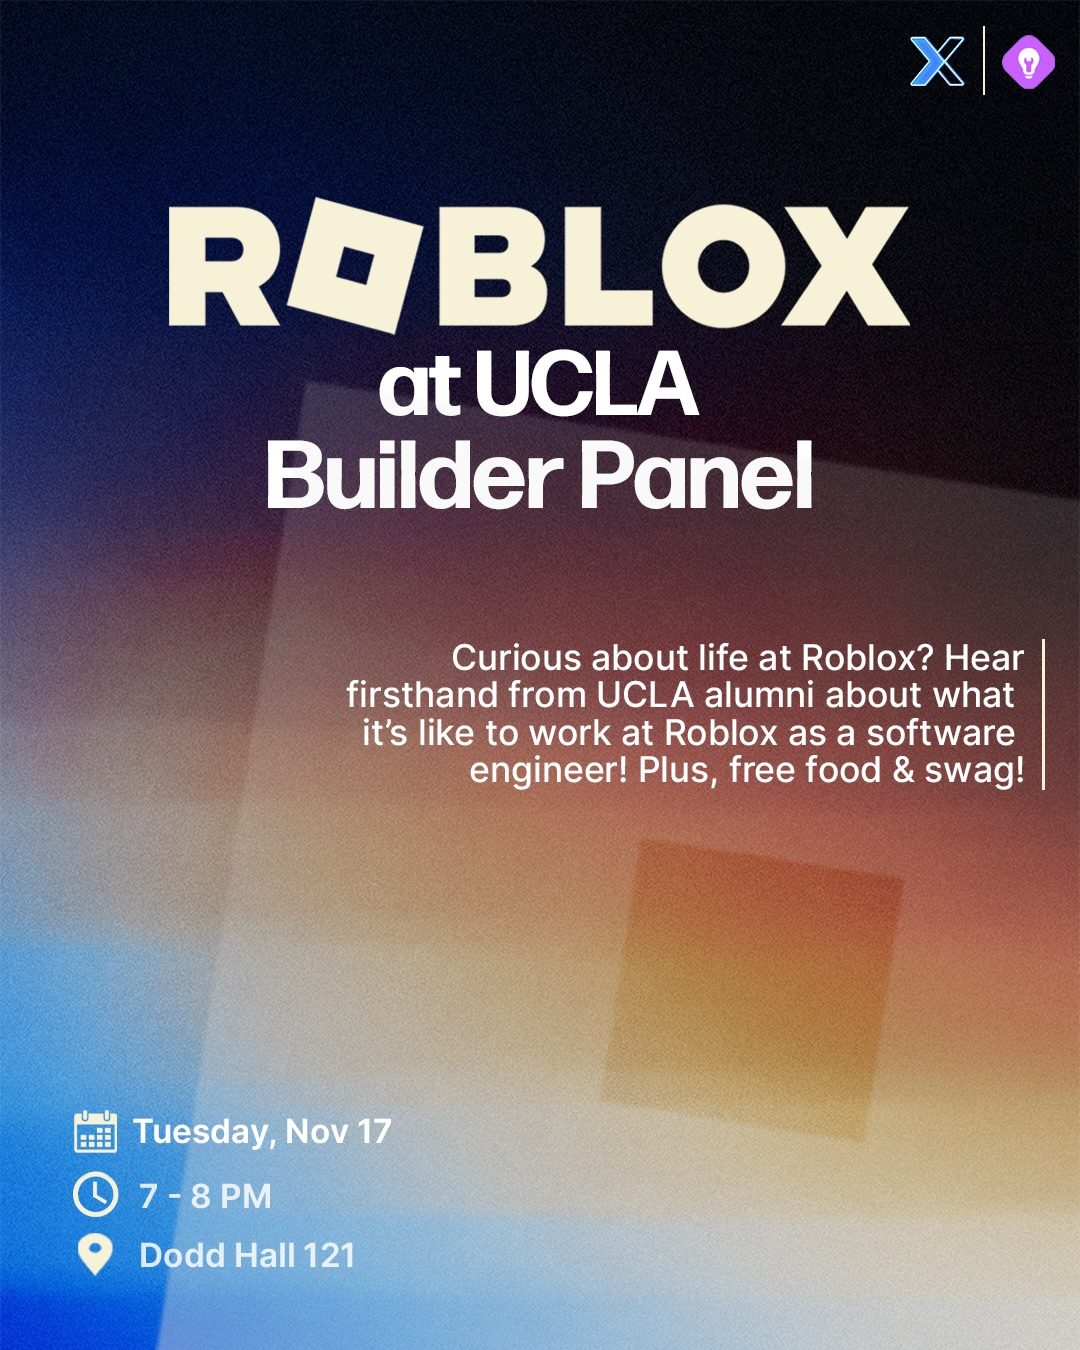 ROBLOX
at UCLA
Builder Panel
Curious about life at Roblox? Hear
firsthand from UCLA alumni about what
it’s like to work at Roblox as a software
engineer! Plus, free food & swag!
Tuesday, Nov 17
7 - 8 PM
Dodd Hall 121